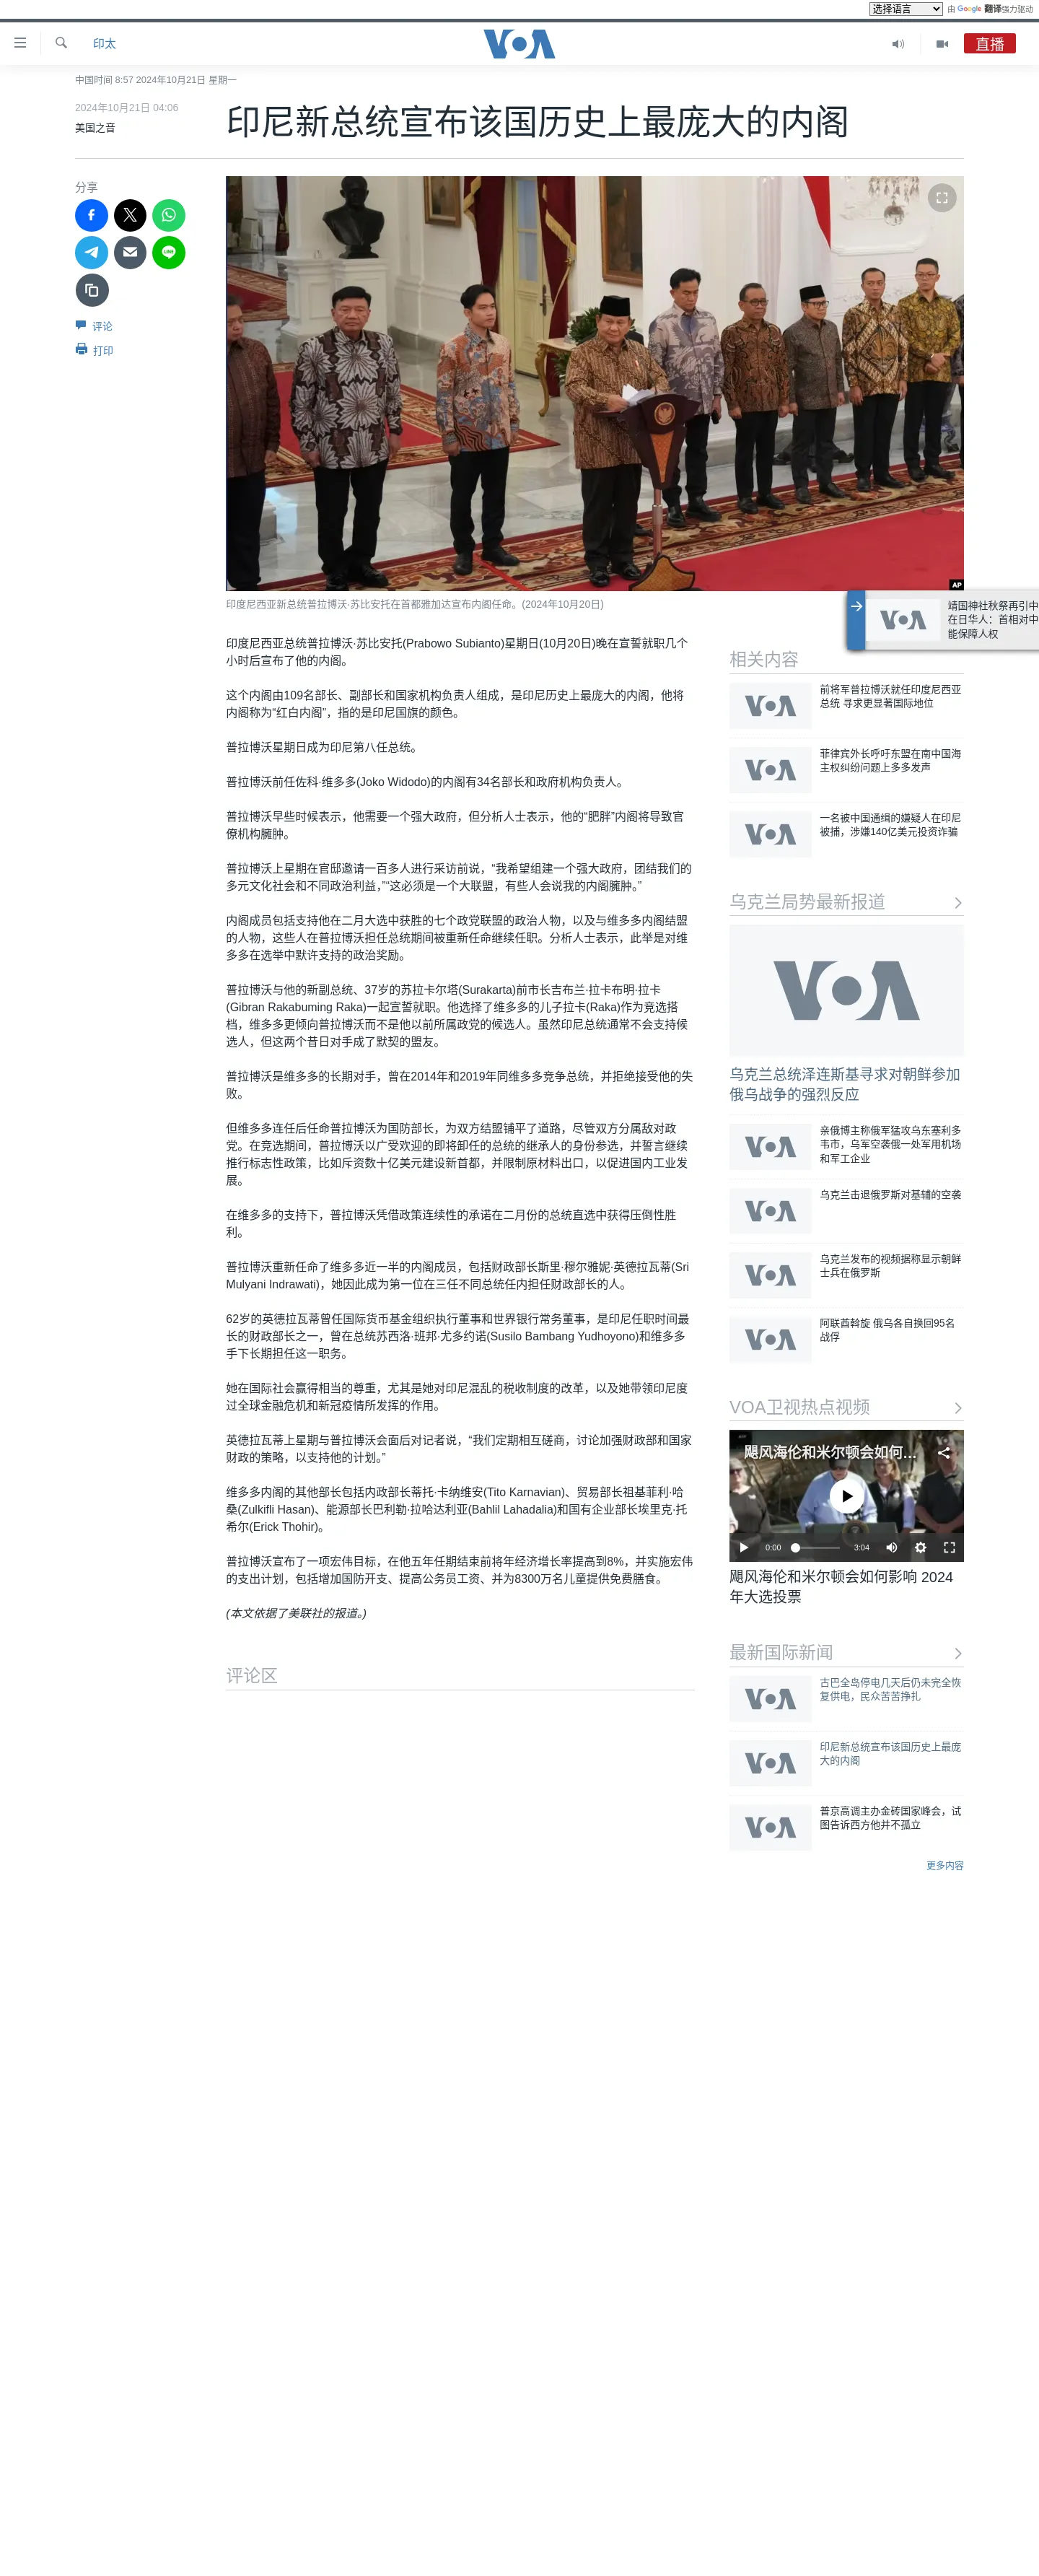 选择语言 由 Google 翻译强力驱动
印太
VOA
直播
中国时间 8:57 2024年10月21日 星期一
2024年10月21日 04:06
美国之音
印尼新总统宣布该国历史上最庞大的内阁
分享
评论
打印
AP
印度尼西亚新总统普拉博沃·苏比安托在首都雅加达宣布内阁任命。(2024年10月20日)
靖国神社秋祭再引中
在日华人：首相对中
能保障人权
印度尼西亚总统普拉博沃·苏比安托(Prabowo Subianto)星期日(10月20日)晚在宣誓就职几个
小时后宣布了他的内阁。
这个内阁由109名部长、副部长和国家机构负责人组成，是印尼历史上最庞大的内阁，他将
内阁称为“红白内阁”，指的是印尼国旗的颜色。
普拉博沃星期日成为印尼第八任总统。
普拉博沃前任佐科·维多多(Joko Widodo)的内阁有34名部长和政府机构负责人。
普拉博沃早些时候表示，他需要一个强大政府，但分析人士表示，他的“肥胖”内阁将导致官
僚机构臃肿。
普拉博沃上星期在官邸邀请一百多人进行采访前说，“我希望组建一个强大政府，团结我们的
多元文化社会和不同政治利益，”“这必须是一个大联盟，有些人会说我的内阁臃肿。”
内阁成员包括支持他在二月大选中获胜的七个政党联盟的政治人物，以及与维多多内阁结盟
的人物，这些人在普拉博沃担任总统期间被重新任命继续任职。分析人士表示，此举是对维
多多在选举中默许支持的政治奖励。
普拉博沃与他的新副总统、37岁的苏拉卡尔塔(Surakarta)前市长吉布兰·拉卡布明·拉卡
(Gibran Rakabuming Raka)一起宣誓就职。他选择了维多多的儿子拉卡(Raka)作为竞选搭
档，维多多更倾向普拉博沃而不是他以前所属政党的候选人。虽然印尼总统通常不会支持候
选人，但这两个昔日对手成了默契的盟友。
普拉博沃是维多多的长期对手，曾在2014年和2019年同维多多竞争总统，并拒绝接受他的失
败。
但维多多连任后任命普拉博沃为国防部长，为双方结盟铺平了道路，尽管双方分属敌对政
党。在竞选期间，普拉博沃以广受欢迎的即将卸任的总统的继承人的身份参选，并誓言继续
推行标志性政策，比如斥资数十亿美元建设新首都，并限制原材料出口，以促进国内工业发
展。
在维多多的支持下，普拉博沃凭借政策连续性的承诺在二月份的总统直选中获得压倒性胜
利。
普拉博沃重新任命了维多多近一半的内阁成员，包括财政部长斯里·穆尔雅妮·英德拉瓦蒂(Sri
Mulyani Indrawati)，她因此成为第一位在三任不同总统任内担任财政部长的人。
62岁的英德拉瓦蒂曾任国际货币基金组织执行董事和世界银行常务董事，是印尼任职时间最
长的财政部长之一，曾在总统苏西洛·班邦·尤多约诺(Susilo Bambang Yudhoyono)和维多多
手下长期担任这一职务。
她在国际社会赢得相当的尊重，尤其是她对印尼混乱的税收制度的改革，以及她带领印尼度
过全球金融危机和新冠疫情所发挥的作用。
英德拉瓦蒂上星期与普拉博沃会面后对记者说，“我们定期相互磋商，讨论加强财政部和国家
财政的策略，以支持他的计划。”
维多多内阁的其他部长包括内政部长蒂托·卡纳维安(Tito Karnavian)、贸易部长祖基菲利·哈
桑(Zulkifli Hasan)、能源部长巴利勒·拉哈达利亚(Bahlil Lahadalia)和国有企业部长埃里克·托
希尔(Erick Thohir)。
普拉博沃宣布了一项宏伟目标，在他五年任期结束前将年经济增长率提高到8%，并实施宏伟
的支出计划，包括增加国防开支、提高公务员工资、并为8300万名儿童提供免费膳食。
(本文依据了美联社的报道。)
评论区
相关内容
前将军普拉博沃就任印度尼西亚
总统 寻求更显著国际地位
菲律宾外长呼吁东盟在南中国海
主权纠纷问题上多多发声
一名被中国通缉的嫌疑人在印尼
被捕，涉嫌140亿美元投资诈骗
乌克兰局势最新报道
VOA
乌克兰总统泽连斯基寻求对朝鲜参加
俄乌战争的强烈反应
亲俄博主称俄军猛攻乌东塞利多
韦市，乌军空袭俄一处军用机场
和军工企业
乌克兰击退俄罗斯对基辅的空袭
乌克兰发布的视频据称显示朝鲜
士兵在俄罗斯
阿联酋斡旋 俄乌各自换回95名
战俘
VOA卫视热点视频
飓风海伦和米尔顿会如何...
0:00 3:04
飓风海伦和米尔顿会如何影响 2024
年大选投票
最新国际新闻
古巴全岛停电几天后仍未完全恢
复供电，民众苦苦挣扎
印尼新总统宣布该国历史上最庞
大的内阁
普京高调主办金砖国家峰会，试
图告诉西方他并不孤立
更多内容